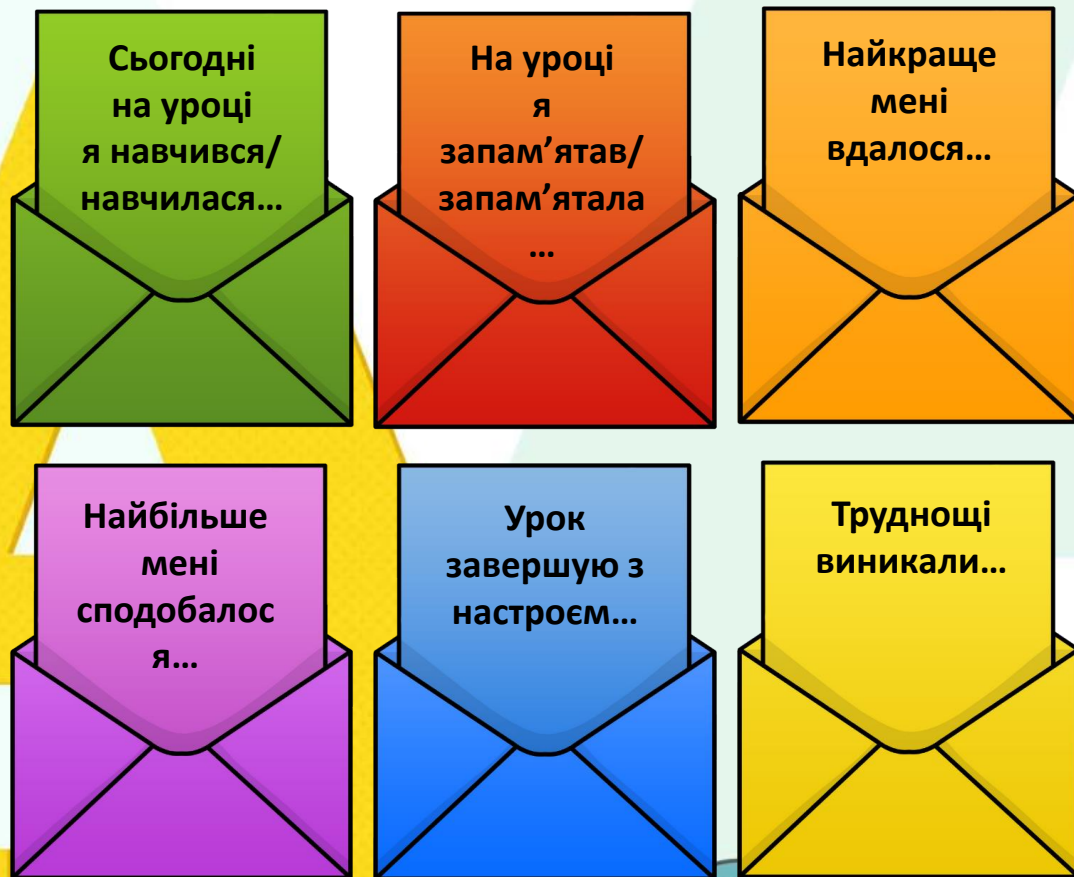 Сьогодні
на уроці
я навчився/
навчилася…
На уроці
я
запам’ятав/
запам’ятала
…
Найкраще
мені
вдалося…
Найбільше
мені
сподобалос
я…
Урок
завершую з
настроєм…
Труднощі
виникали…